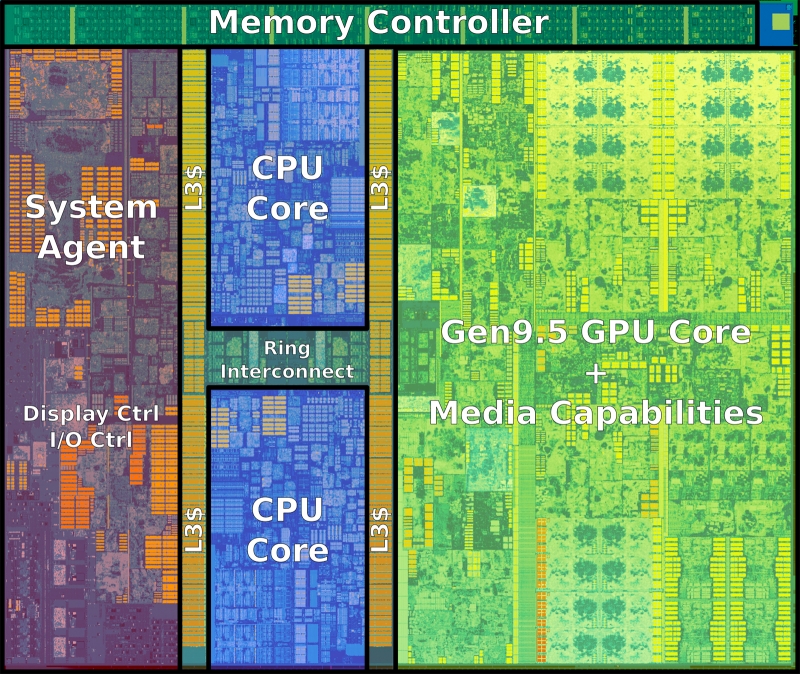 Memory Controller
System
Agent
Display Ctrl
I/O Ctrl
L3$
L3$
CPU
Core
L3$
L3$
Ring
Interconnect
CPU
Core
Gen9.5 GPU Core
+
Media Capabilities